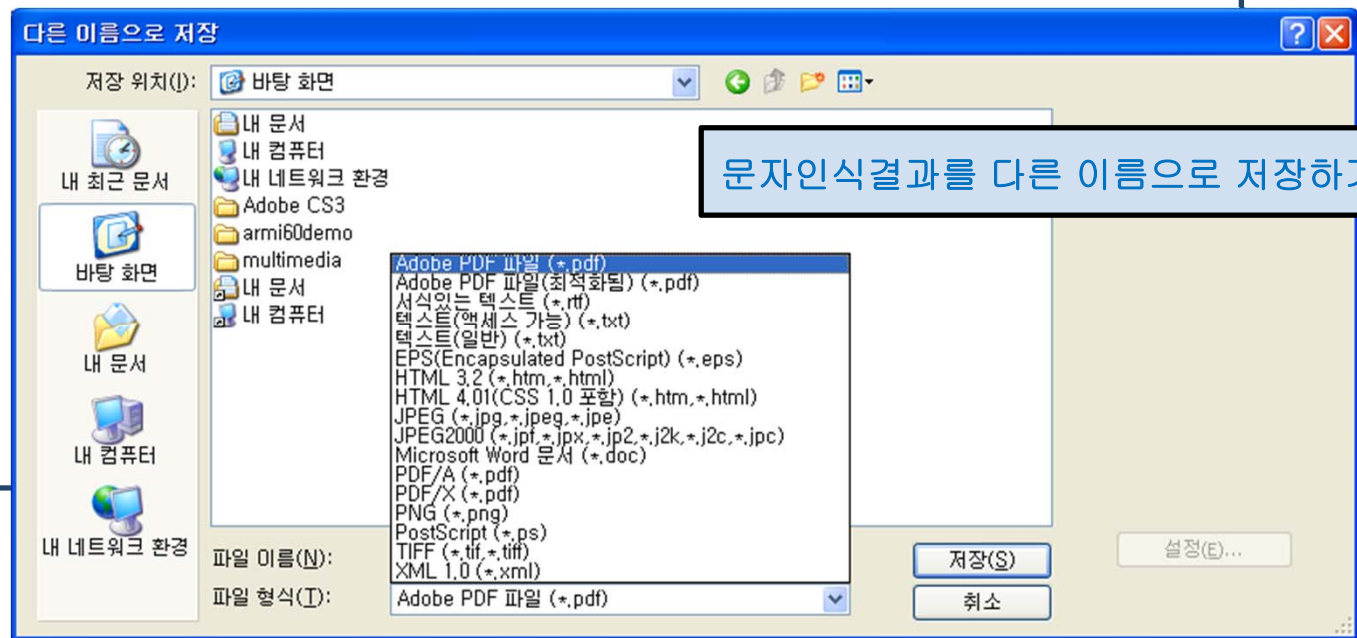 다른 이름으로 저장
저장 위치(I):
바탕 화면
내 최근 문서
바탕 화면
내 문서
내 컴퓨터
내 네트워크 환경
내 문서
내 컴퓨터
내 네트워크 환경
Adobe CS3
armi60demo
multimedia
내 문서
내 컴퓨터
문자인식결과를 다른 이름으로 저장하기
Adobe PDF 파일 (*.pdf)
Adobe PDF 파일(최적화됨) (*.pdf)
서식있는 텍스트 (*.rtf)
텍스트(액세스 가능) (*.txt)
텍스트(일반) (*.txt)
EPS(Encapsulated PostScript) (*.eps)
HTML 3.2 (*.htm,*.html)
HTML 4.01(CSS 1.0 포함) (*.htm,*.html)
JPEG (*.jpg,*.jpeg,*.jpe)
JPEG2000 (*.jpf,*.jpx,*.jp2,*.j2k,*.j2c,*.jpc)
Microsoft Word 문서 (*.doc)
PDF/A (*.pdf)
PDF/X (*.pdf)
PNG (*.png)
PostScript (*.ps)
TIFF (*.tif,*.tiff)
XML 1.0 (*.xml)
파일 이름(N):
저장(S)
설정(E)...
파일 형식(T):
Adobe PDF 파일 (*.pdf)
취소